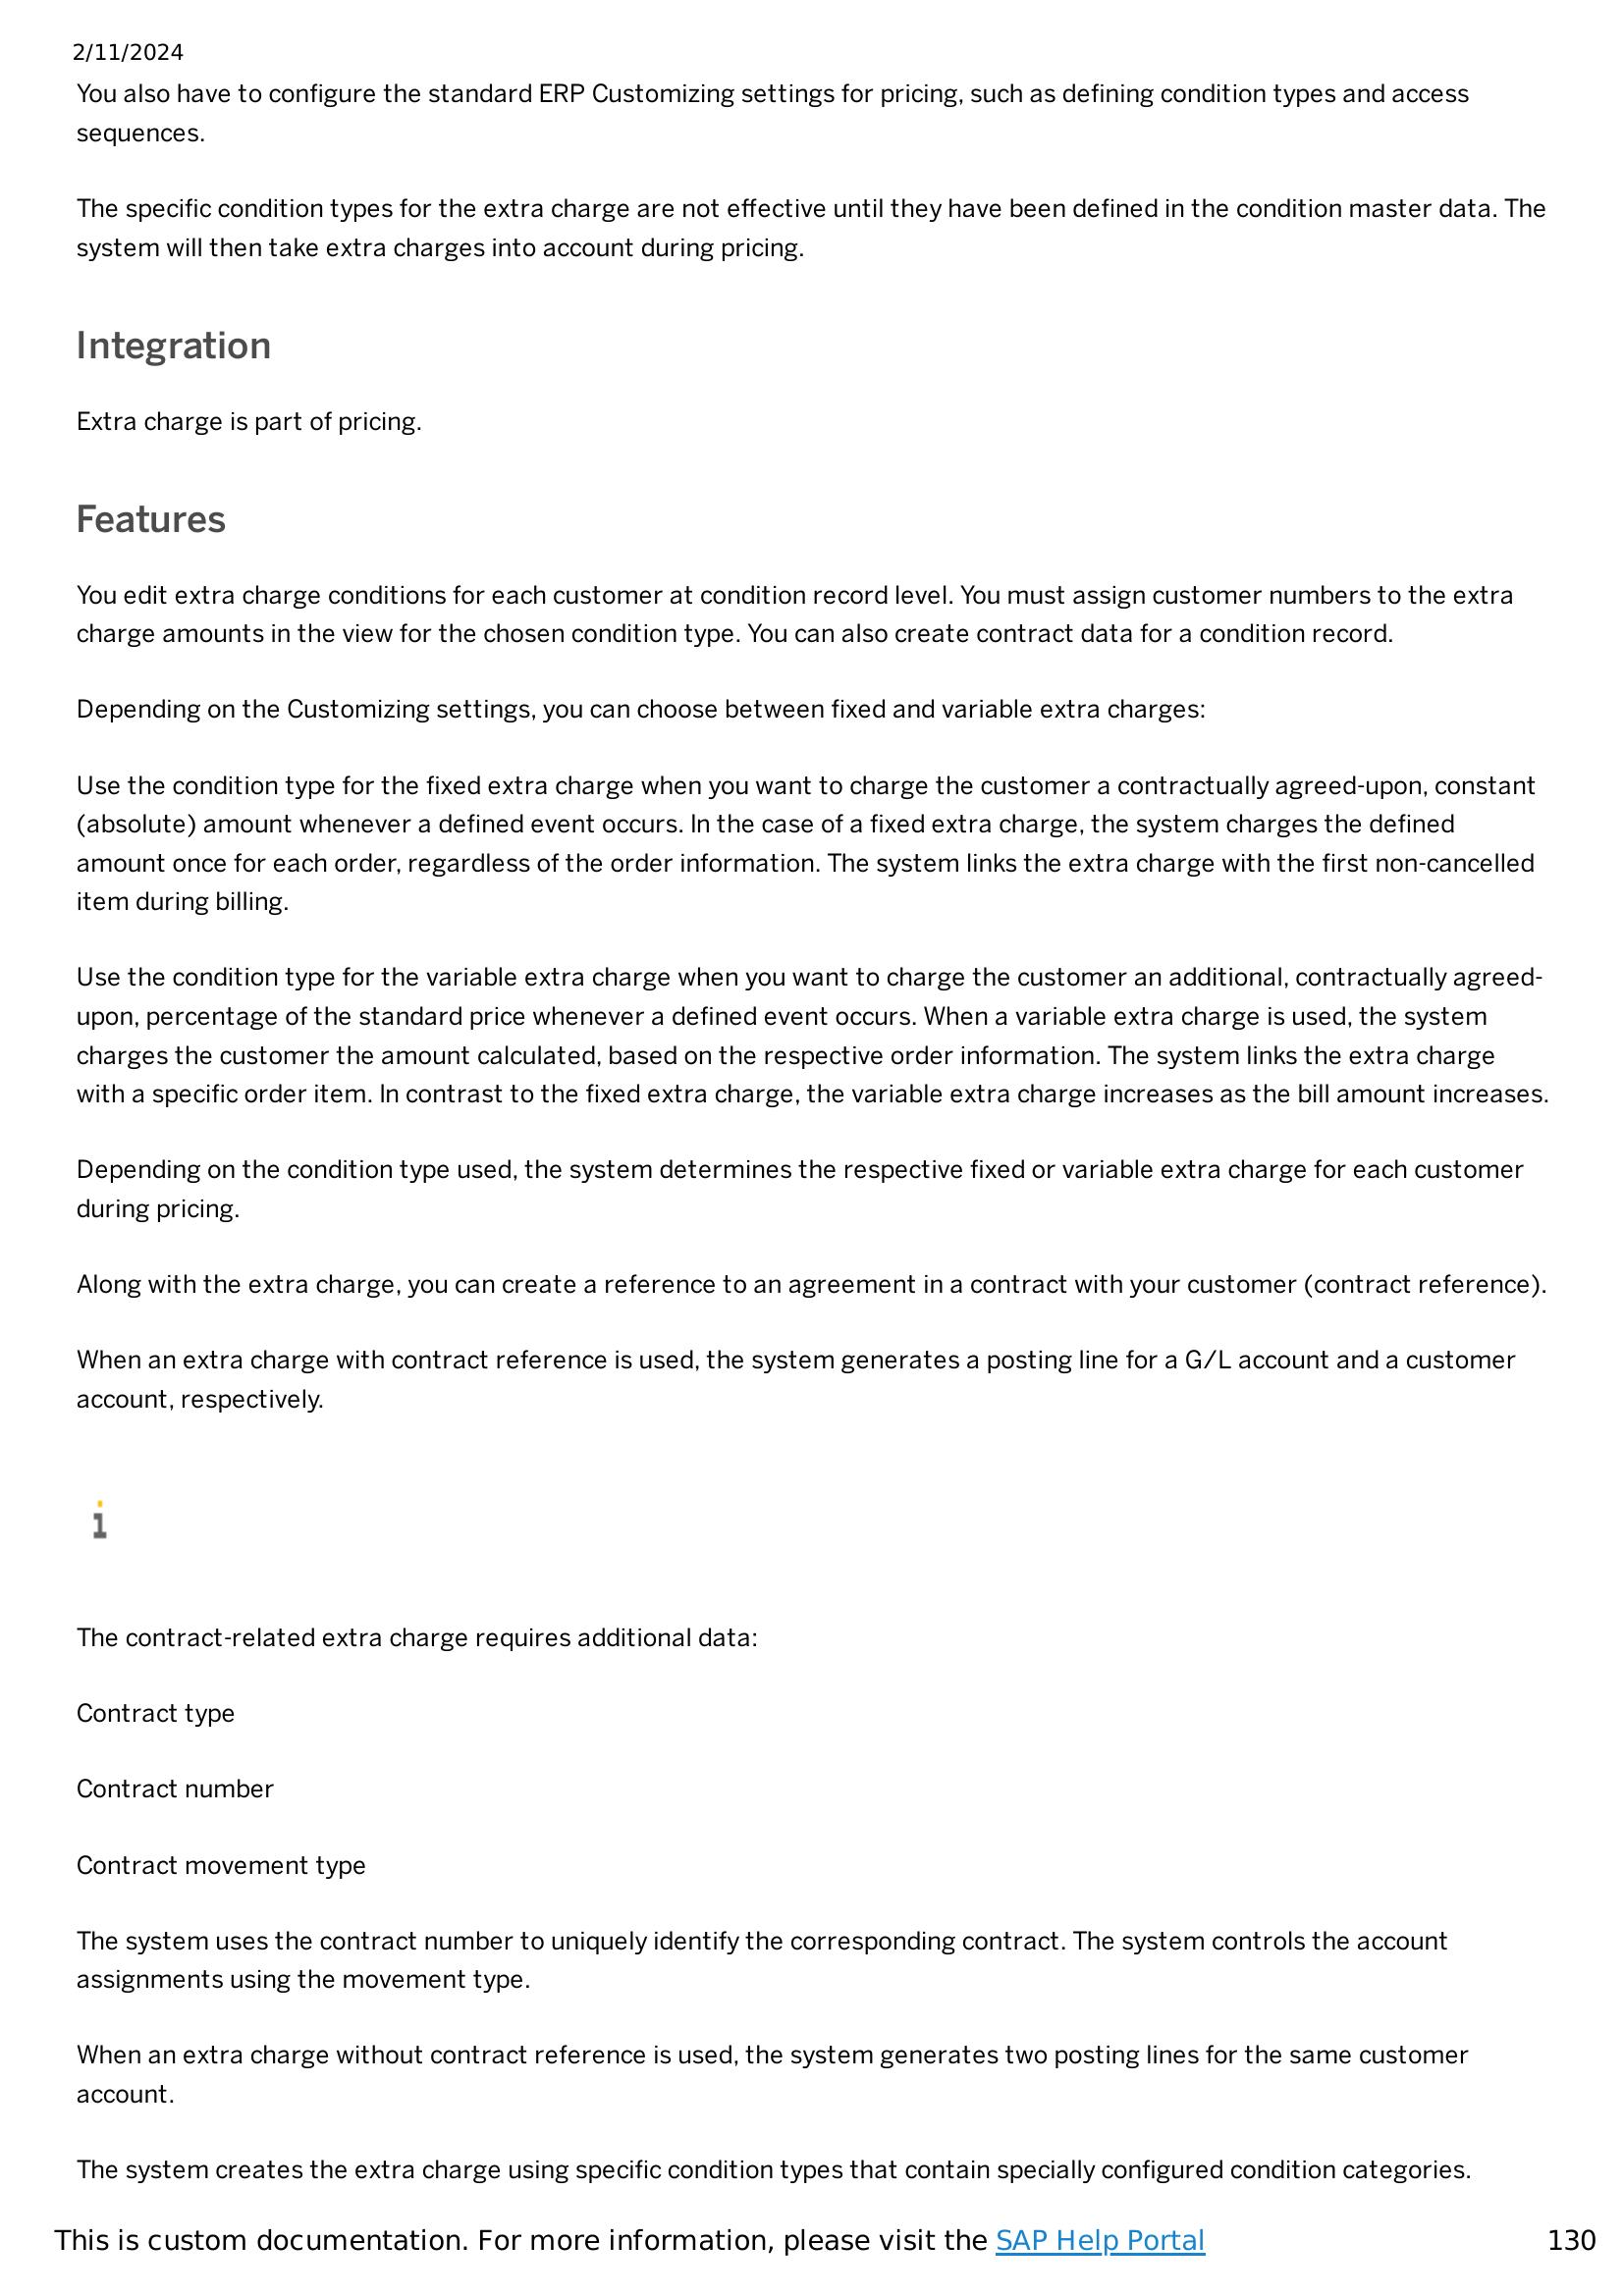 2/11/2024
You also have to configure the standard ERP Customizing settings for pricing, such as defining condition types and access
sequences.
The specific condition types for the extra charge are not effective until they have been defined in the condition master data. The
system will then take extra charges into account during pricing.
Integration
Extra charge is part of pricing.
Features
You edit extra charge conditions for each customer at condition record level. You must assign customer numbers to the extra
charge amounts in the view for the chosen condition type. You can also create contract data for a condition record.
Depending on the Customizing settings, you can choose between fixed and variable extra charges:
Use the condition type for the fixed extra charge when you want to charge the customer a contractually agreed-upon, constant
(absolute) amount whenever a defined event occurs. In the case of a fixed extra charge, the system charges the defined
amount once for each order, regardless of the order information. The system links the extra charge with the first non-cancelled
item during billing.
Use the condition type for the variable extra charge when you want to charge the customer an additional, contractually agreed-
upon, percentage of the standard price whenever a defined event occurs. When a variable extra charge is used, the system
charges the customer the amount calculated, based on the respective order information. The system links the extra charge
with a specific order item. In contrast to the fixed extra charge, the variable extra charge increases as the bill amount increases.
Depending on the condition type used, the system determines the respective fixed or variable extra charge for each customer
during pricing.
Along with the extra charge, you can create a reference to an agreement in a contract with your customer (contract reference).
When an extra charge with contract reference is used, the system generates a posting line for a G/L account and a customer
account, respectively.
i
The contract-related extra charge requires additional data:
Contract type
Contract number
Contract movement type
The system uses the contract number to uniquely identify the corresponding contract. The system controls the account
assignments using the movement type.
When an extra charge without contract reference is used, the system generates two posting lines for the same customer
account.
The system creates the extra charge using specific condition types that contain specially configured condition categories.
This is custom documentation. For more information, please visit the SAP Help Portal 130